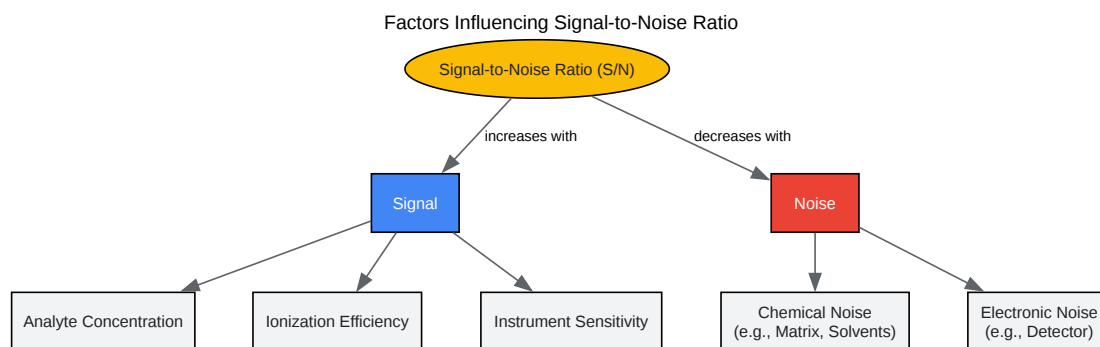 Factors Influencing Signal-to-Noise Ratio
Signal-to-Noise Ratio (S/N)
increases with
decreases with
Signal
Noise
Analyte Concentration
Ionization Efficiency
Instrument Sensitivity
Chemical Noise
(e.g., Matrix, Solvents)
Electronic Noise
(e.g., Detector)